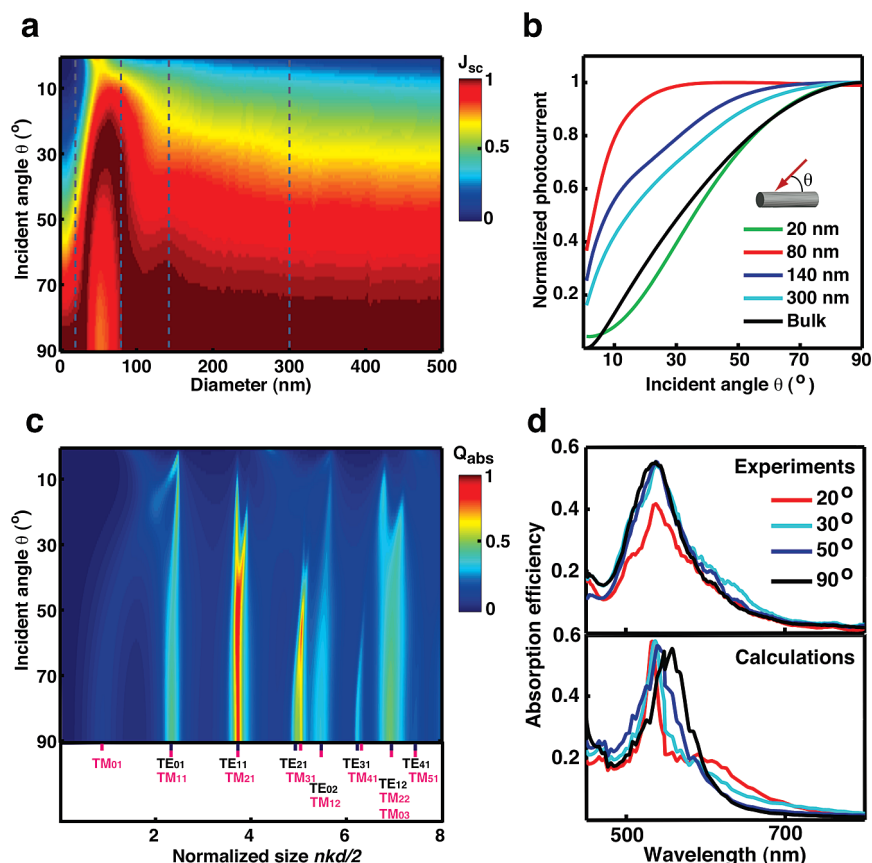 a
J_sc
1
0.5
0
10
30
50
70
90
Incident angle θ (°)
0
100
200
300
400
500
Diameter (nm)
b
1
0.8
0.6
0.4
0.2
Normalized photocurrent
θ
20 nm
80 nm
140 nm
300 nm
Bulk
10
30
50
70
90
Incident angle θ (°)
c
Q_abs
1
0.5
0
10
30
50
70
90
Incident angle θ (°)
TM01
TE01
TM11
TE11
TM21
TE21
TM31
TE02
TM12
TE31
TM41
TE12
TM22
TM03
TE41
TM51
2
4
6
8
Normalized size nkd/2
d
0.6
0.4
0.2
Experiments
20°
30°
50°
90°
0.6
0.4
0.2
Calculations
Absorption efficiency
500
700
Wavelength (nm)